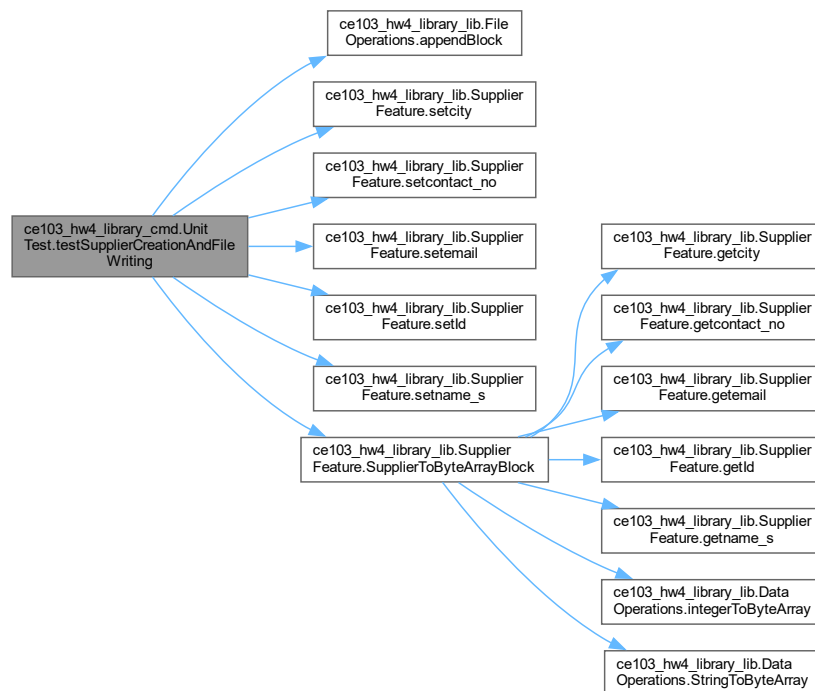 ce103_hw4_library_lib.File
Operations.appendBlock
ce103_hw4_library_lib.Supplier
Feature.setcity
ce103_hw4_library_lib.Supplier
Feature.setcontact_no
ce103_hw4_library_cmd.Unit
Test.testSupplierCreationAndFile
Writing
ce103_hw4_library_lib.Supplier
Feature.setemail
ce103_hw4_library_lib.Supplier
Feature.setId
ce103_hw4_library_lib.Supplier
Feature.setname_s
ce103_hw4_library_lib.Supplier
Feature.SupplierToByteArrayBlock
ce103_hw4_library_lib.Supplier
Feature.getcity
ce103_hw4_library_lib.Supplier
Feature.getcontact_no
ce103_hw4_library_lib.Supplier
Feature.getemail
ce103_hw4_library_lib.Supplier
Feature.getId
ce103_hw4_library_lib.Supplier
Feature.getname_s
ce103_hw4_library_lib.Data
Operations.integerToByteArray
ce103_hw4_library_lib.Data
Operations.StringToByteArray